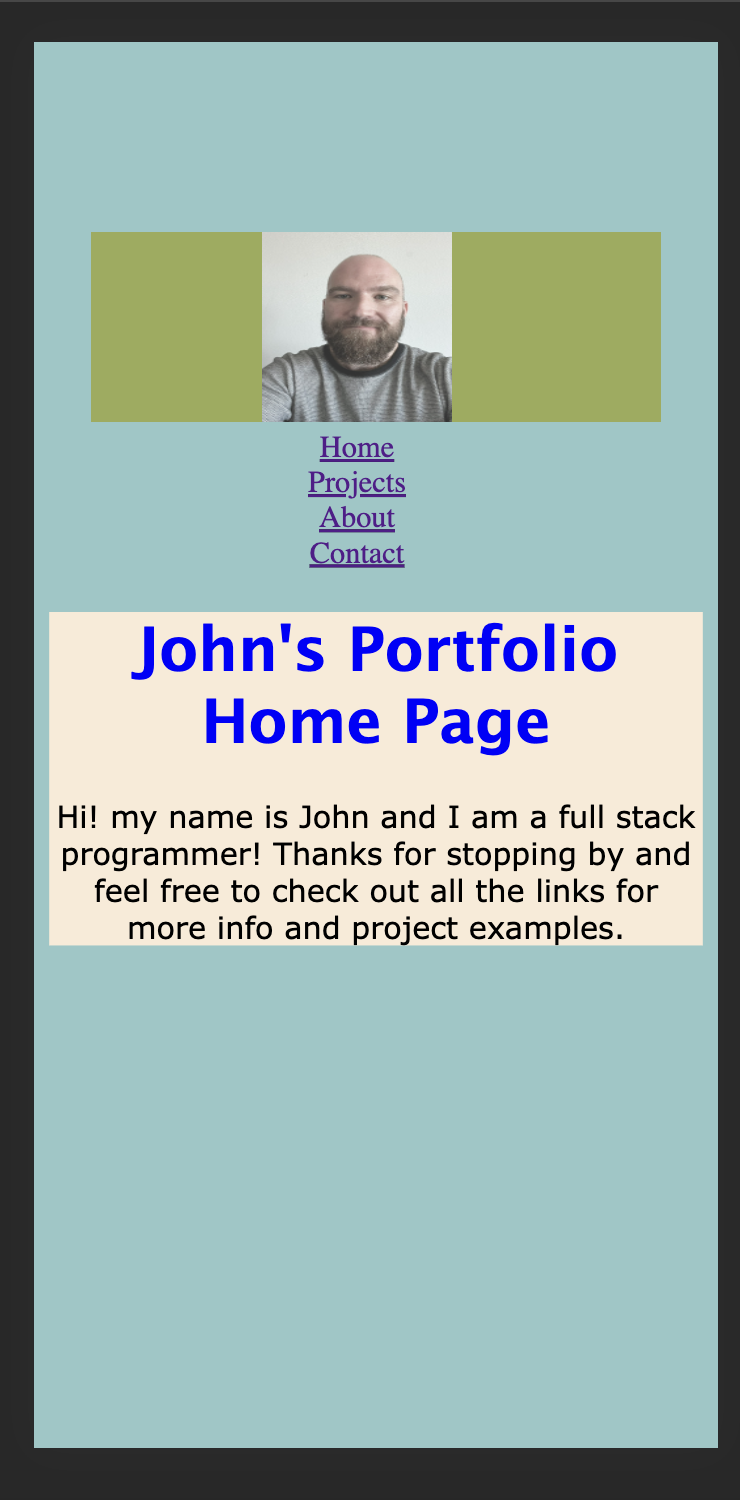 Home
Projects
About
Contact
John's Portfolio
Home Page
Hi! my name is John and I am a full stack
programmer! Thanks for stopping by and
feel free to check out all the links for
more info and project examples.